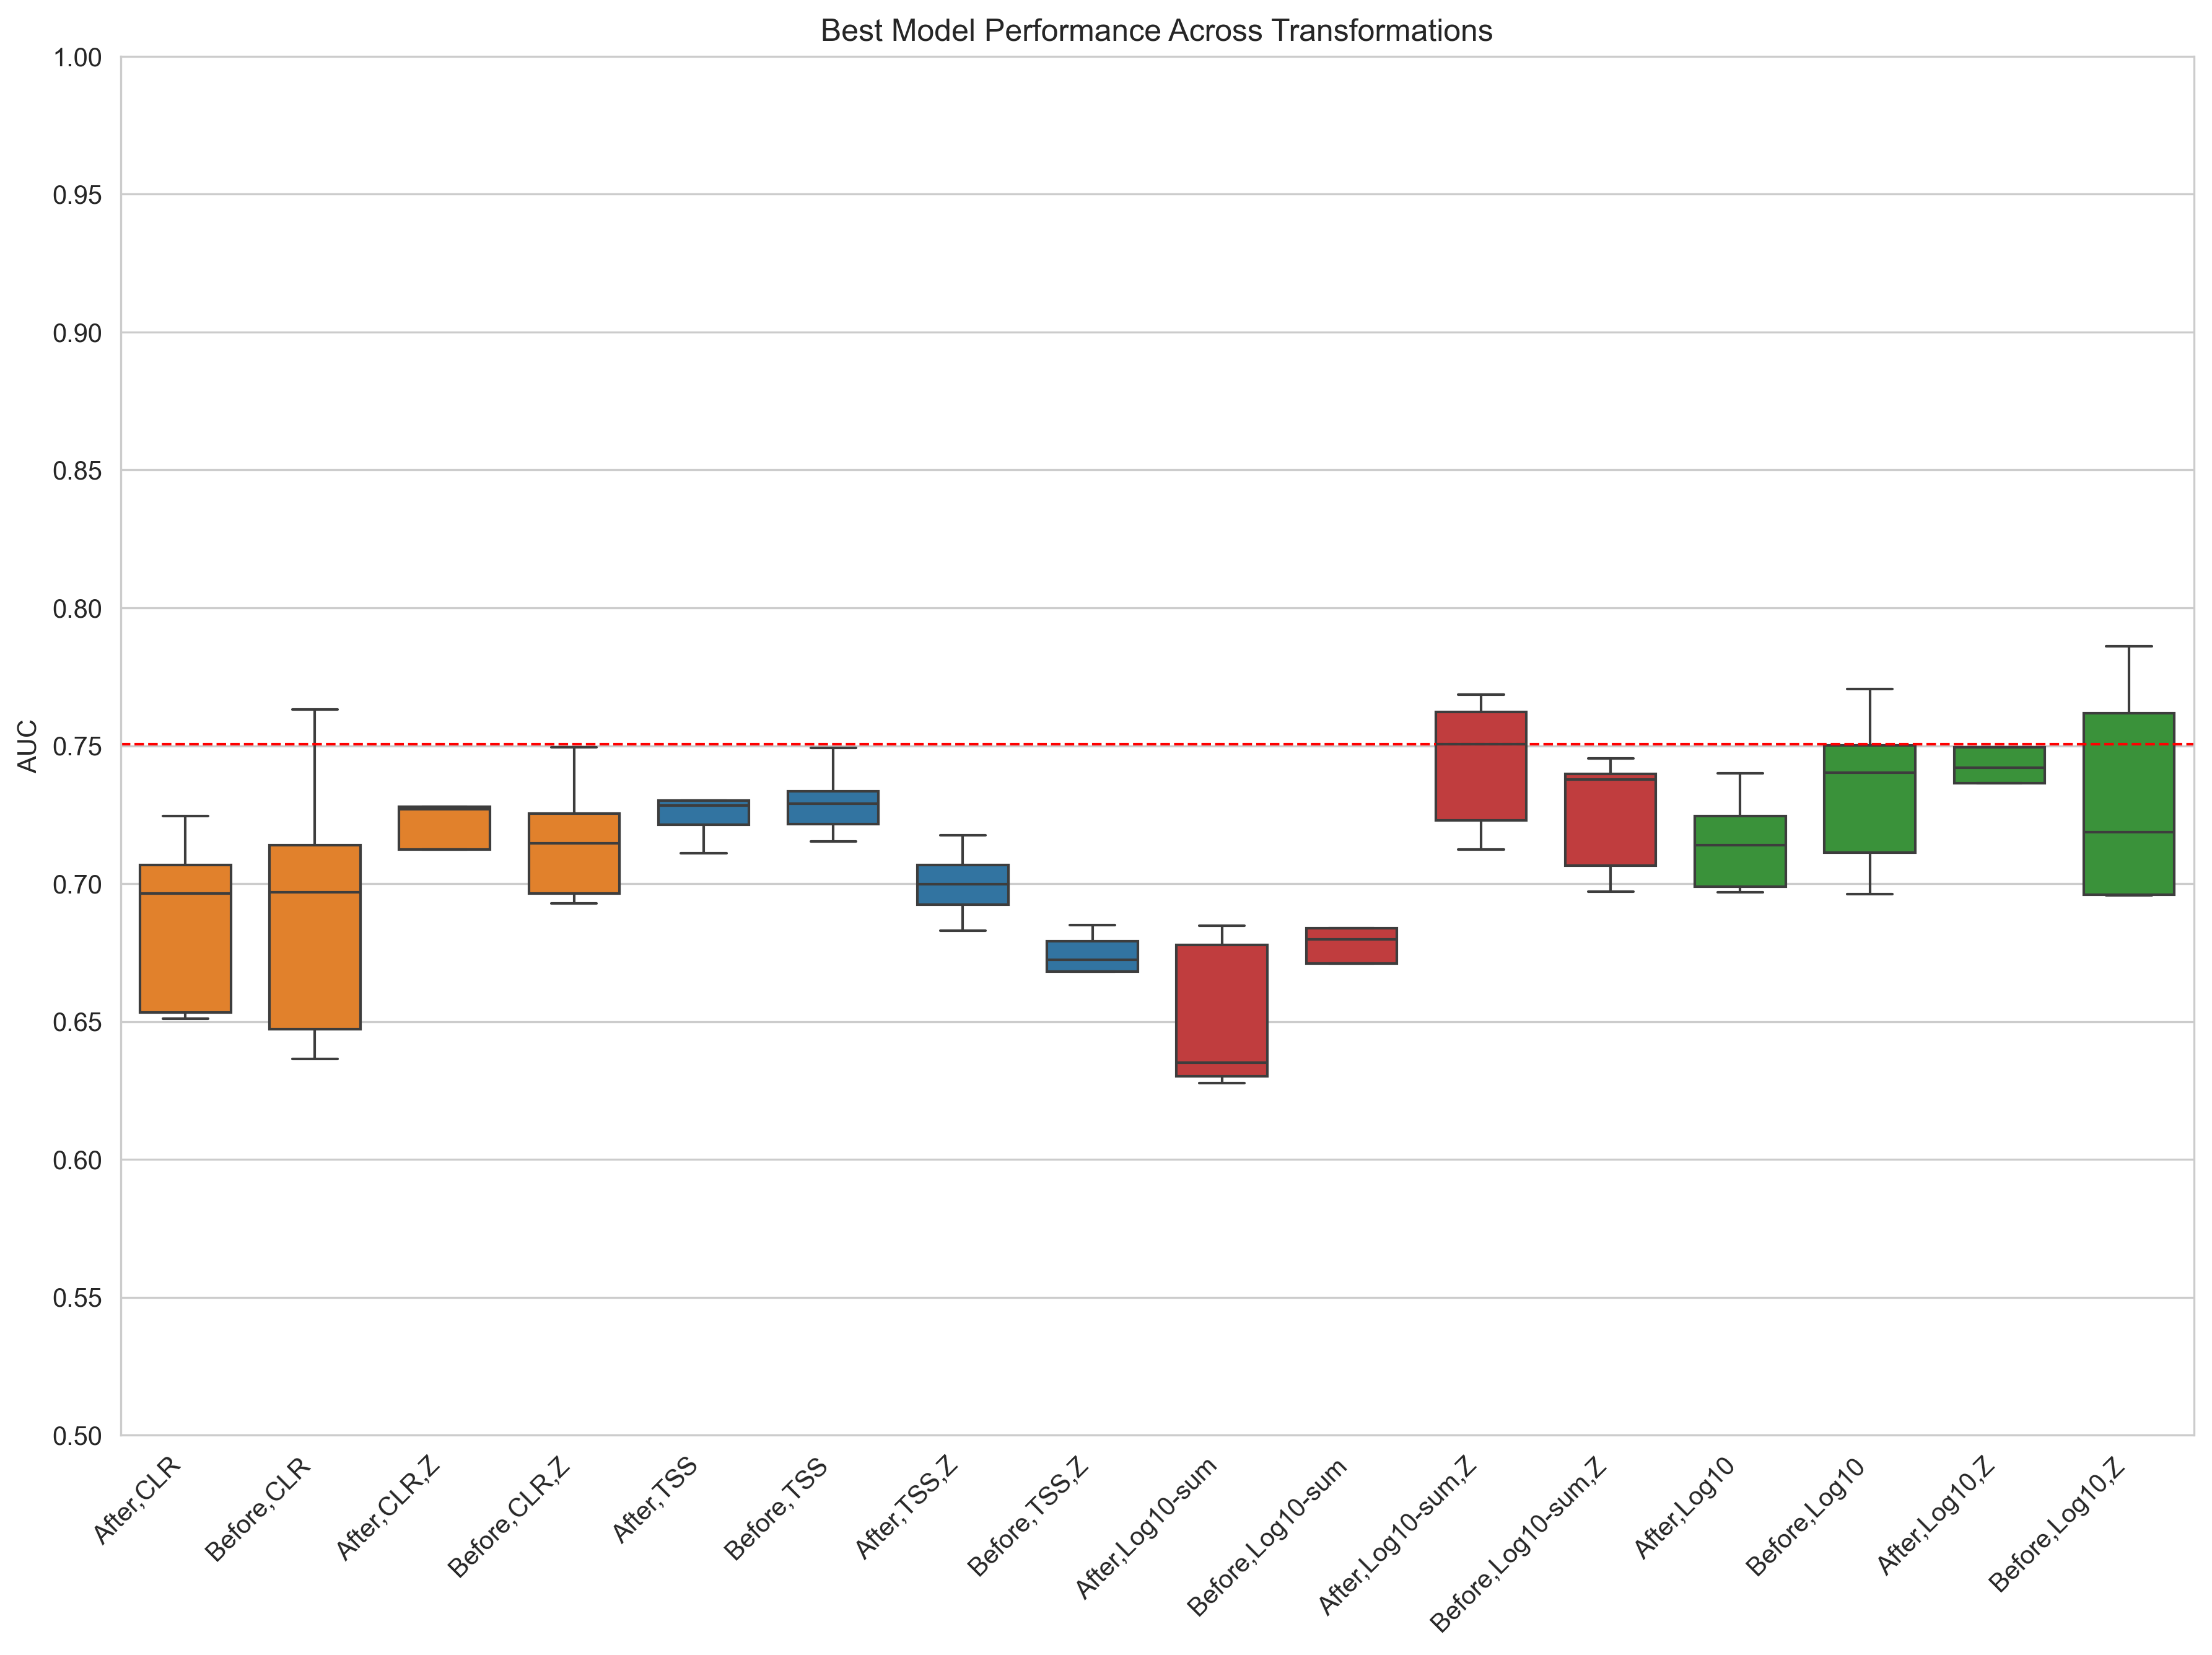 Best Model Performance Across Transformations
1.00
0.95
0.90
0.85
0.80
0.75
0.70
0.65
0.60
0.55
0.50
AUC
After,CLR
Before,CLR
After,CLR,Z
Before,CLR,Z
After,TSS
Before,TSS
After,TSS,Z
Before,TSS,Z
After,Log10-sum
Before,Log10-sum
After,Log10-sum,Z
Before,Log10-sum,Z
After,Log10
Before,Log10
After,Log10,Z
Before,Log10,Z